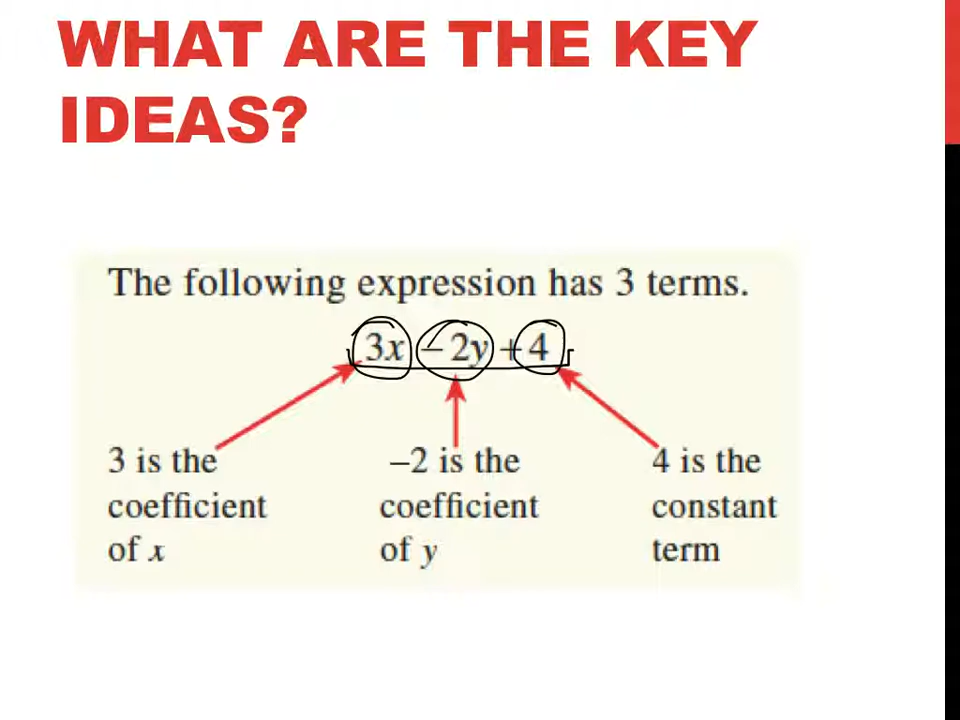 WHAT ARE THE KEY
IDEAS?
The following expression has 3 terms.
3x – 2y + 4
3 is the
coefficient
of x
–2 is the
coefficient
of y
4 is the
constant
term